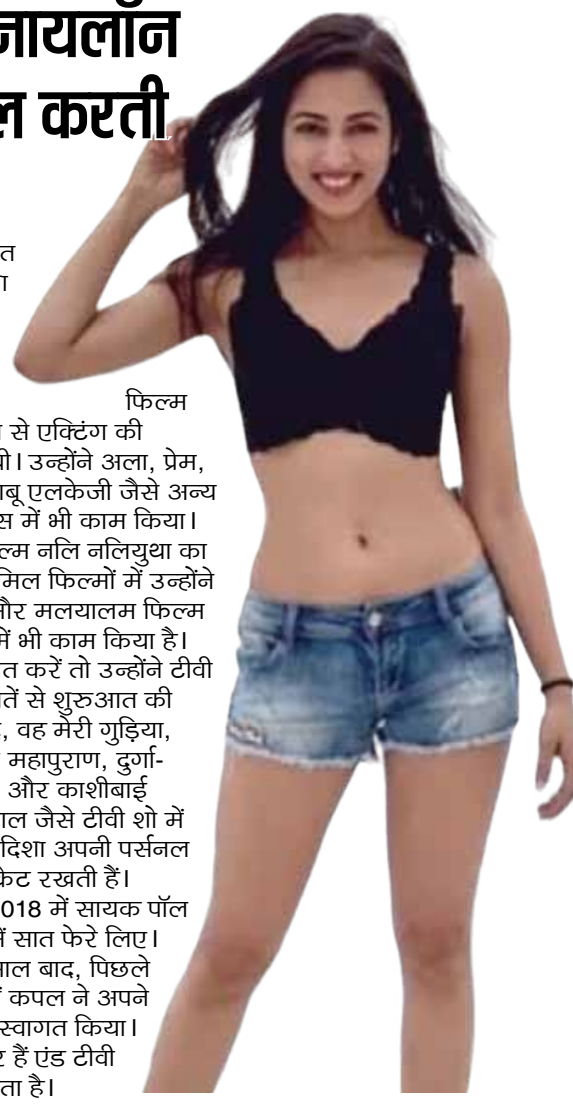 नायलॉन
ल करती
त
फिल्म
से एक्टिंग की
थी। उन्होंने अला, प्रेम,
बाबू एलकेजी जैसे अन्य
स में भी काम किया।
ल्म नलि नलियुथा का
मिल फिल्मों में उन्होंने
और मलयालम फिल्म
में भी काम किया है।
त करें तो उन्होंने टीवी
तें से शुरुआत की
, वह मेरी गुड़िया,
महापुराण, दुर्गा-
और काशीबाई
ाल जैसे टीवी शो में
दिशा अपनी पर्सनल
क्रेट रखती हैं।
018 में सायक पॉल
में सात फेरे लिए।
साल बाद, पिछले
कपल ने अपने
स्वागत किया।
र हैं एंड टीवी
ता है।